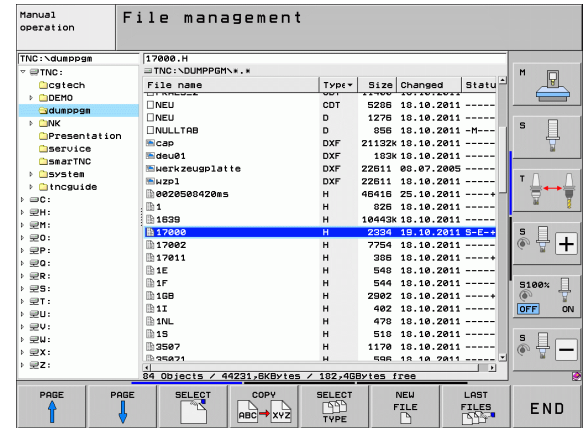 Manual
operation
File management
TNC:\dumppgm
17000.H
TNC:
cgtech
DEMO
dumppgm
NK
Presentation
service
smarTNC
system
tncguide
C:
H:
M:
O:
P:
Q:
R:
S:
T:
U:
V:
W:
X:
Z:
TNC:\DUMPPGM\*.*
File name Type Size Changed Statu
NEU CDT 5286 18.10.2011 -----
NEU D 1276 18.10.2011 -----
NULLTAB D 856 18.10.2011 -M---
cap DXF 21132K 18.10.2011 -----
deu01 DXF 183K 18.10.2011 -----
werkzeugplatte DXF 22611 08.07.2005 -----
wzpl DXF 22611 18.10.2011 -----
0020508420ms H 46416 25.10.2011 ----+
1 H 826 18.10.2011 -----
1639 H 10443K 18.10.2011 -----
17000 H 2334 19.10.2011 S-E-+
17002 H 7754 18.10.2011 -----
17011 H 386 18.10.2011 ----+
1E H 548 18.10.2011 -----
1F H 544 18.10.2011 -----
1GB H 2902 18.10.2011 ----+
1I H 402 18.10.2011 -----
1NL H 478 18.10.2011 -----
1S H 518 18.10.2011 -----
3507 H 1170 18.10.2011 -----
35071 H 596 18.10.2011 -----
84 Objects / 44231,6KBytes / 182,4GBytes free
M
S
T
S
S100%
OFF ON
S
PAGE
PAGE
SELECT
COPY
ABC XYZ
SELECT
TYPE
NEW
FILE
LAST
FILES
END